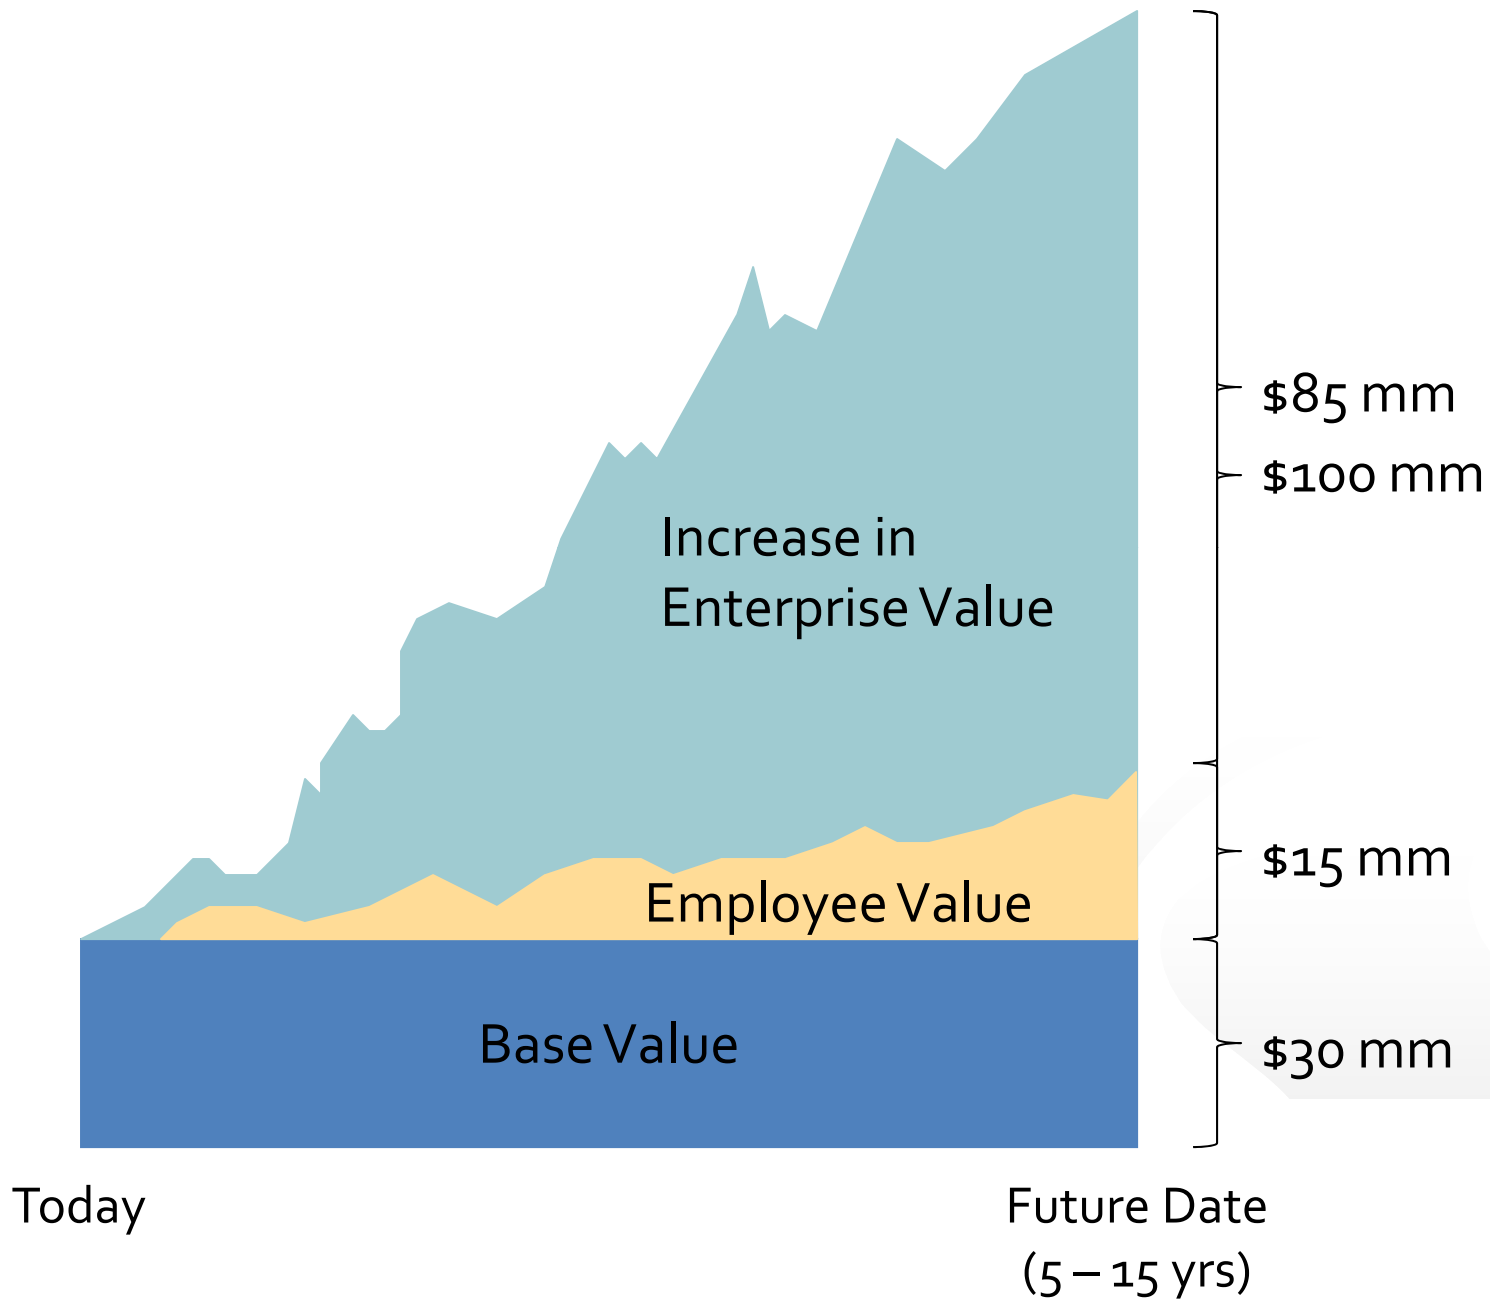 $85 mm
$100 mm
Increase in
Enterprise Value
$15 mm
Employee Value
Base Value
$30 mm
Today
Future Date
(5 – 15 yrs)